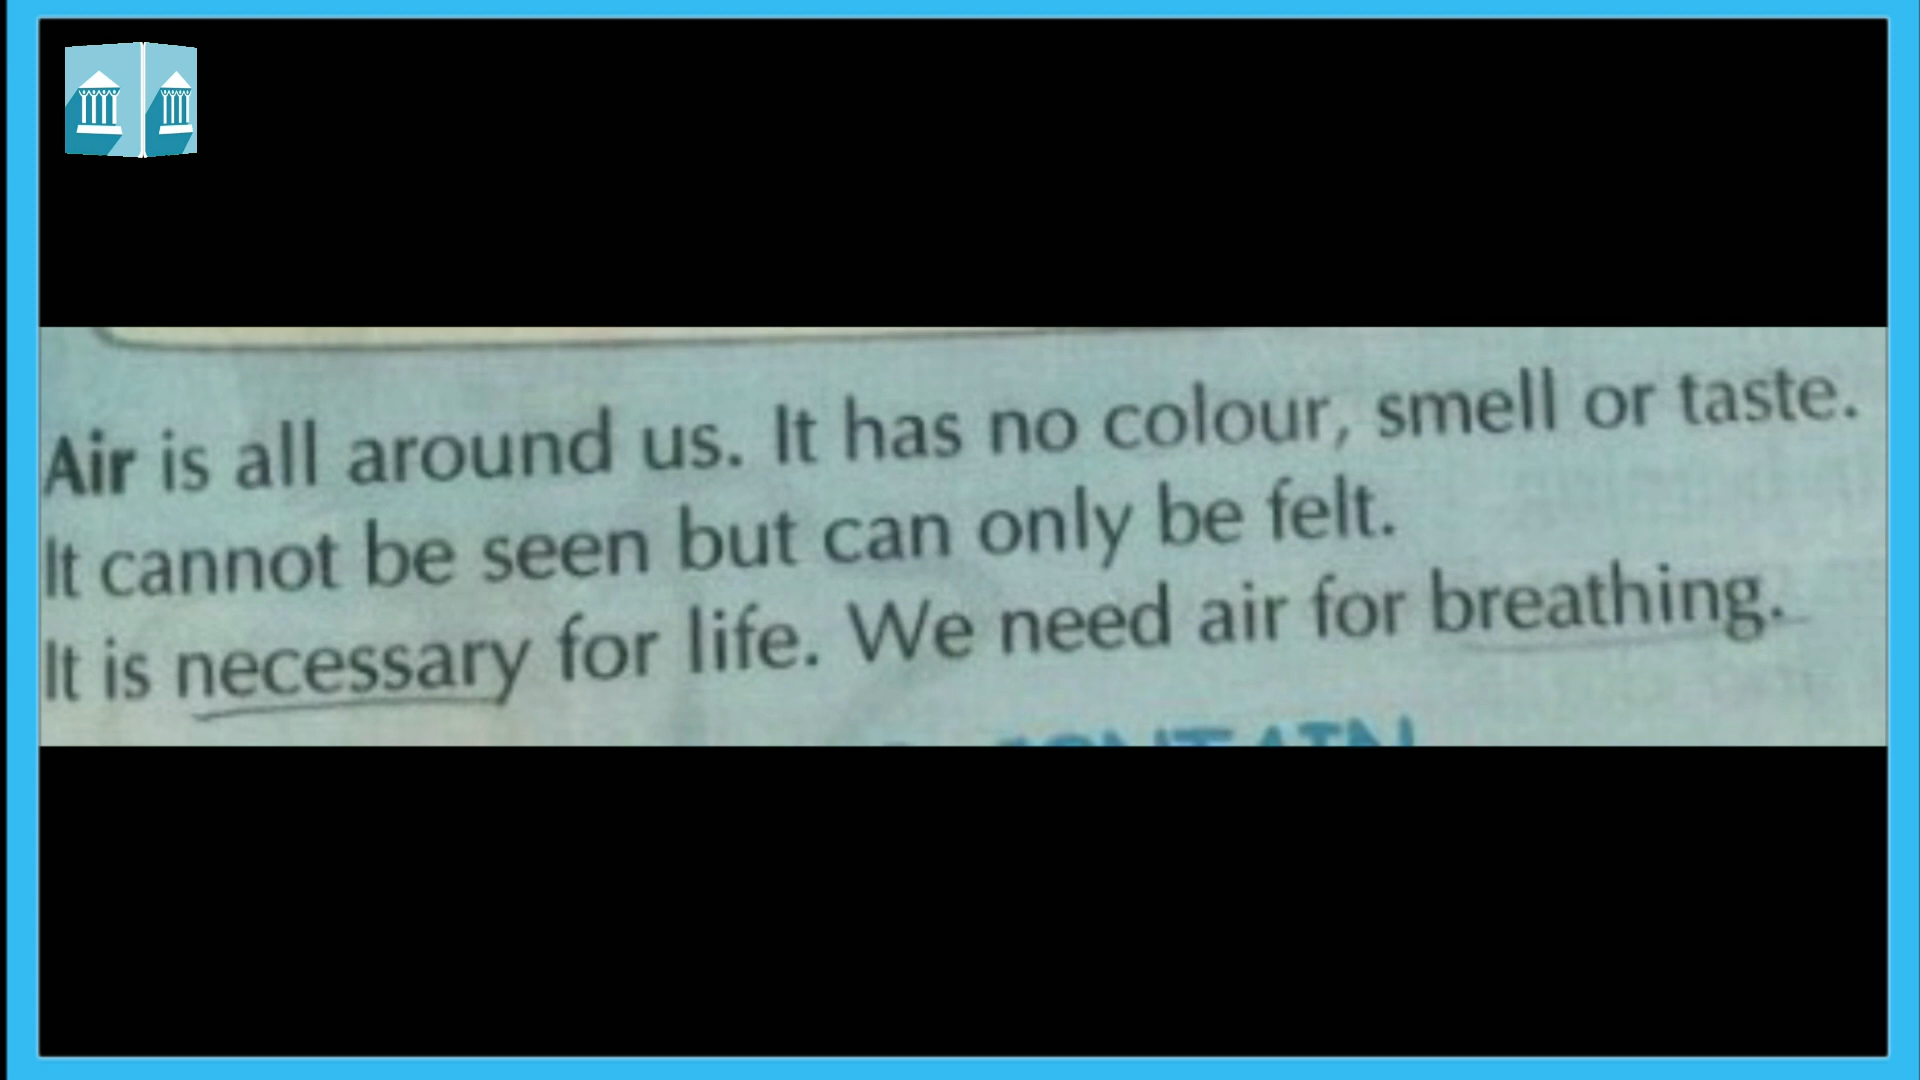 Air is all around us. It has no colour, smell or taste.
It cannot be seen but can only be felt.
It is necessary for life. We need air for breathing.